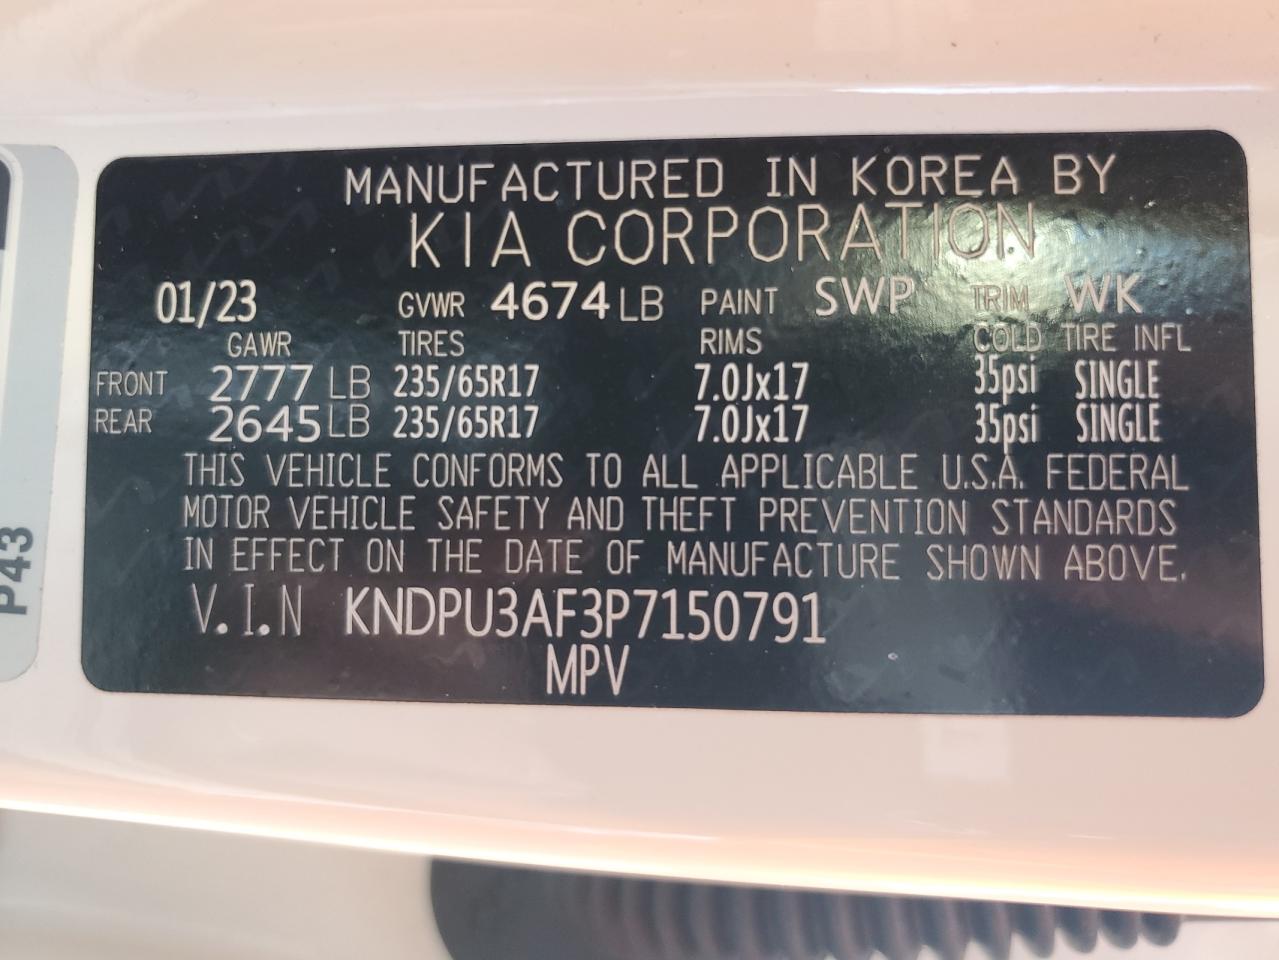 MANUFACTURED IN KOREA BY
KIA CORPORATION
01/23 GVWR 4674 LB PAINT SWP TRIM WK
GAWR TIRES RIMS COLD TIRE INFL
FRONT 2777 LB 235/65R17 7.0Jx17 35psi SINGLE
REAR 2645 LB 235/65R17 7.0Jx17 35psi SINGLE
THIS VEHICLE CONFORMS TO ALL APPLICABLE U.S.A. FEDERAL
MOTOR VEHICLE SAFETY AND THEFT PREVENTION STANDARDS
IN EFFECT ON THE DATE OF MANUFACTURE SHOWN ABOVE.
V.I.N KNDPU3AF3P7150791
MPV
P43